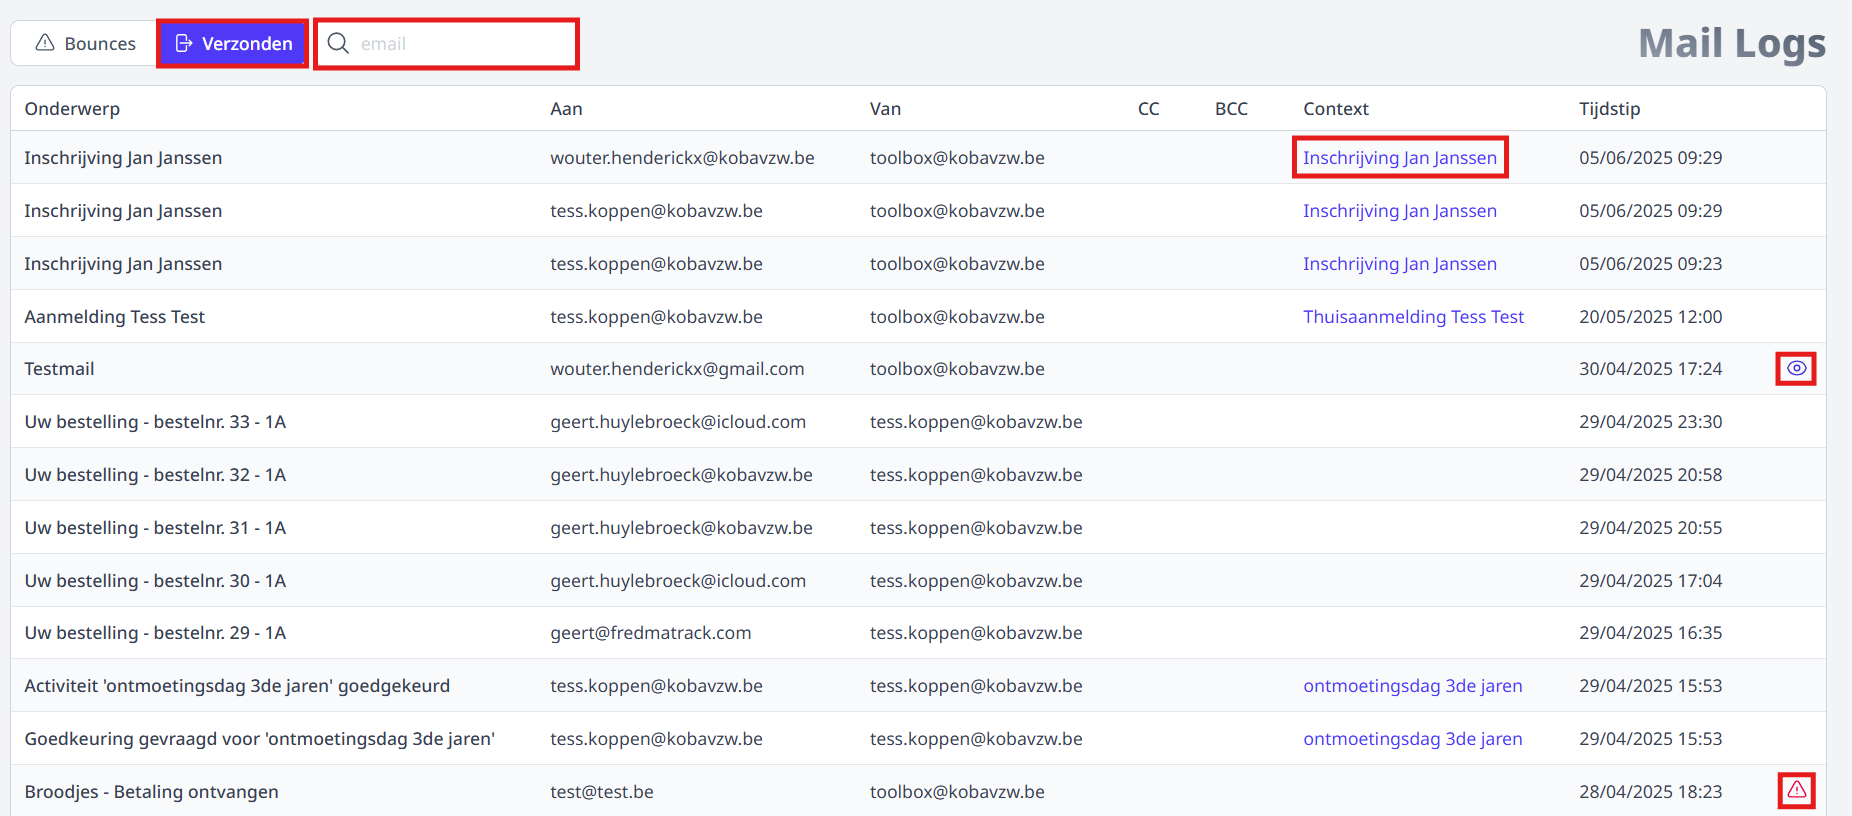 Bounces Verzonden email Mail Logs
Onderwerp Aan Van CC BCC Context Tijdstip
Inschrijving Jan Janssen wouter.henderickx@kobavzw.be toolbox@kobavzw.be Inschrijving Jan Janssen 05/06/2025 09:29
Inschrijving Jan Janssen tess.koppen@kobavzw.be toolbox@kobavzw.be Inschrijving Jan Janssen 05/06/2025 09:29
Inschrijving Jan Janssen tess.koppen@kobavzw.be toolbox@kobavzw.be Inschrijving Jan Janssen 05/06/2025 09:23
Aanmelding Tess Test tess.koppen@kobavzw.be toolbox@kobavzw.be Thuisaanmelding Tess Test 20/05/2025 12:00
Testmail wouter.henderickx@gmail.com toolbox@kobavzw.be 30/04/2025 17:24
Uw bestelling - bestelnr. 33 - 1A geert.huylebroeck@icloud.com tess.koppen@kobavzw.be 29/04/2025 23:30
Uw bestelling - bestelnr. 32 - 1A geert.huylebroeck@kobavzw.be tess.koppen@kobavzw.be 29/04/2025 20:58
Uw bestelling - bestelnr. 31 - 1A geert.huylebroeck@kobavzw.be tess.koppen@kobavzw.be 29/04/2025 20:55
Uw bestelling - bestelnr. 30 - 1A geert.huylebroeck@icloud.com tess.koppen@kobavzw.be 29/04/2025 17:04
Uw bestelling - bestelnr. 29 - 1A geert@fredmatrack.com tess.koppen@kobavzw.be 29/04/2025 16:35
Activiteit 'ontmoetingsdag 3de jaren' goedgekeurd tess.koppen@kobavzw.be tess.koppen@kobavzw.be ontmoetingsdag 3de jaren 29/04/2025 15:53
Goedkeuring gevraagd voor 'ontmoetingsdag 3de jaren' tess.koppen@kobavzw.be tess.koppen@kobavzw.be ontmoetingsdag 3de jaren 29/04/2025 15:53
Broodjes - Betaling ontvangen test@test.be toolbox@kobavzw.be 28/04/2025 18:23